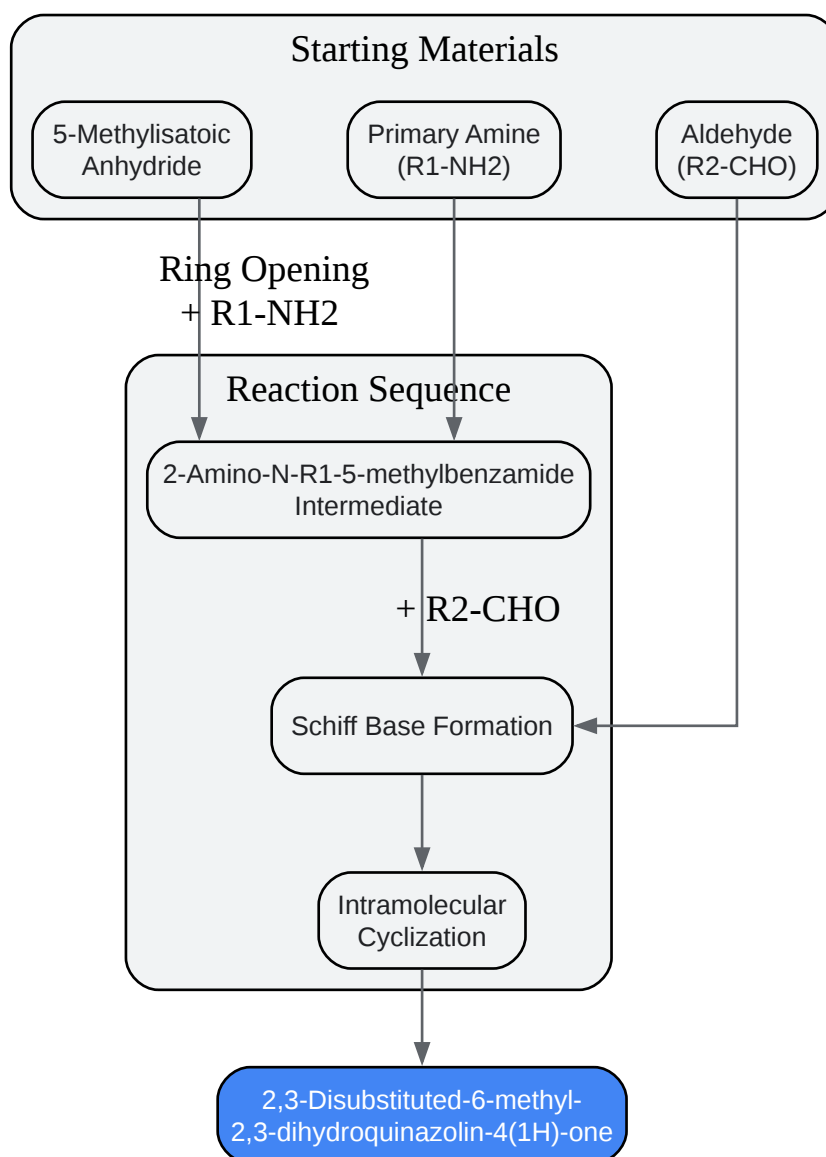 Starting Materials
5-Methylisatoic
Anhydride
Primary Amine
(R1-NH2)
Aldehyde
(R2-CHO)
Ring Opening
+ R1-NH2
Reaction Sequence
2-Amino-N-R1-5-methylbenzamide
Intermediate
+ R2-CHO
Schiff Base Formation
Intramolecular
Cyclization
2,3-Disubstituted-6-methyl-
2,3-dihydroquinazolin-4(1H)-one